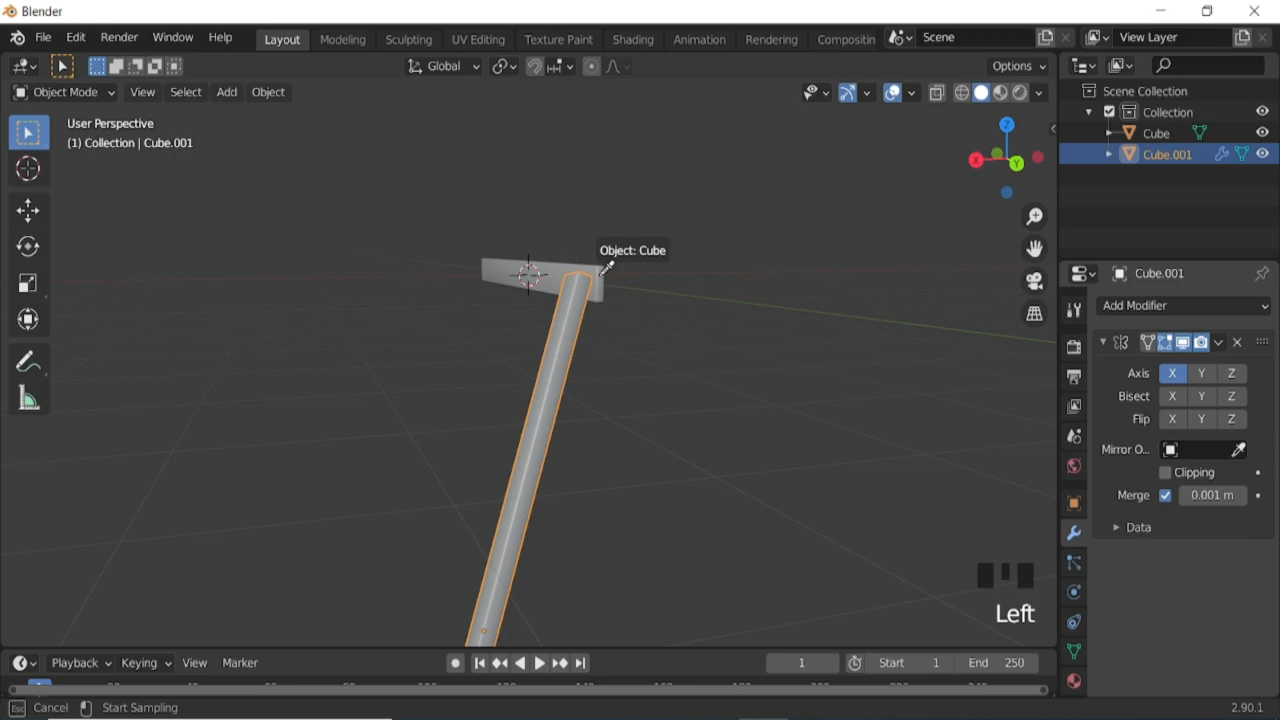 Blender
File Edit Render Window Help Layout Modeling Sculpting UV Editing Texture Paint Shading Animation Rendering Compositin Scene View Layer
Global Options
Object Mode View Select Add Object
User Perspective
(1) Collection | Cube.001
Z
X
Y
Object: Cube
Left
Scene Collection
Collection
Cube
Cube.001
Cube.001
Add Modifier
Axis X Y Z
Bisect X Y Z
Flip X Y Z
Mirror O...
Clipping
Merge 0.001 m
Data
Playback Keying View Marker 1 Start 1 End 250
Esc Cancel Start Sampling 2.90.1